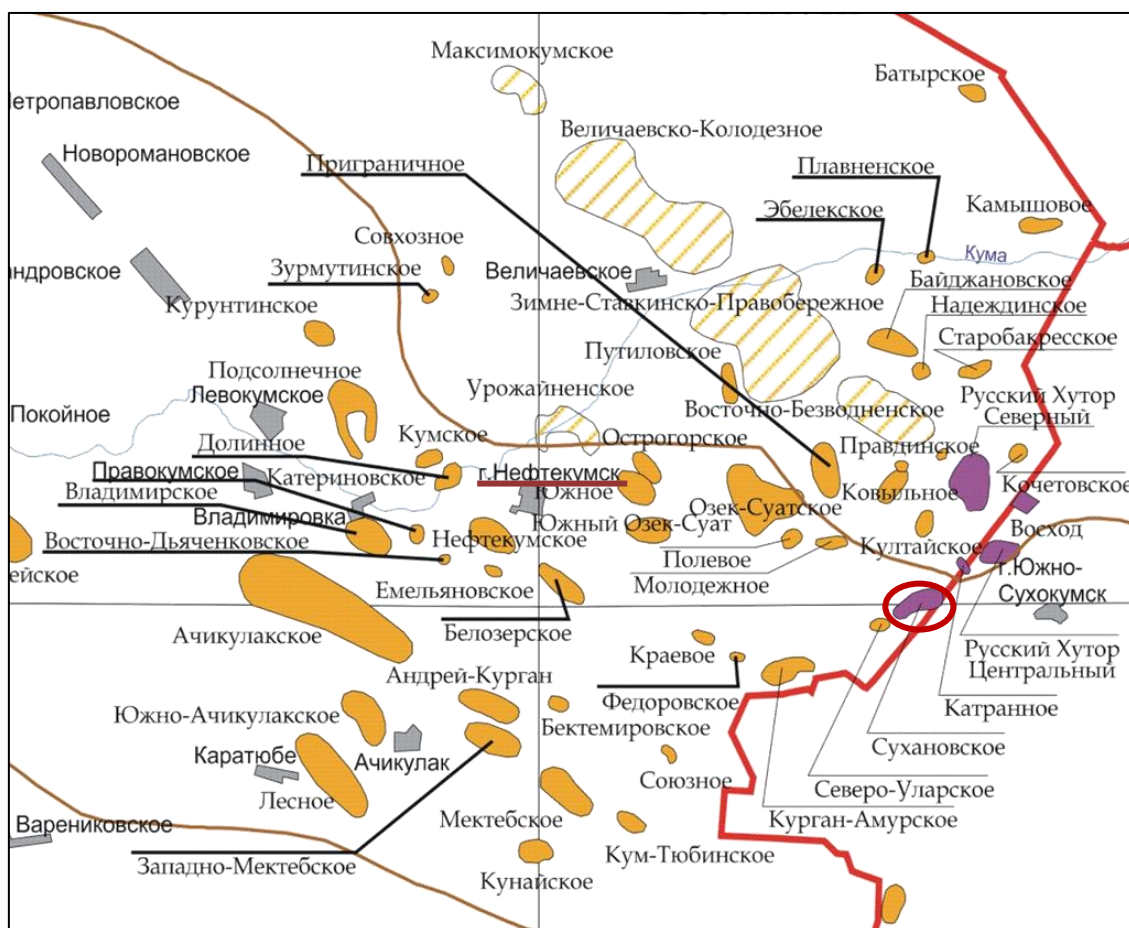 Максимокумское
Батырское
Петропавловское
Величаевско-Колодезное
Новоромановское
Приграничное
Плавненское
Эбелекское
Камышовое
Совхозное
Кума
Зурмутинское
Величаевское
андровское
Байджановское
Зимне-Ставкинско-Правобережное
Надеждинское
Курунтинское
Старобакресское
Путиловское
Подсолнечное
Урожайненское
Левокумское
Русский Хутор
Северный
Восточно-Безводненское
Покойное
Кумское
Острогорское
Правдинское
Долинное
Правокумское
Катериновское
г.Нефтекумск
Кочетовское
Владимирское
Южное
Ковыльное
Озек-Суатское
Владимировка
Нефтекумское
Южный Озек-Суат
Восход
Восточно-Дьяченковское
Култайское
Полевое
ейское
Молодежное
г.Южно-
Сухокумск
Емельяновское
Ачикулакское
Белозерское
Краевое
Русский Хутор
Центральный
Андрей-Курган
Федоровское
Катранное
Южно-Ачикулакское
Бектемировское
Сухановское
Каратюбе
Ачикулак
Союзное
Северо-Уларское
Лесное
Мектебское
Курган-Амурское
Варениковское
Кум-Тюбинское
Западно-Мектебское
Кунайское